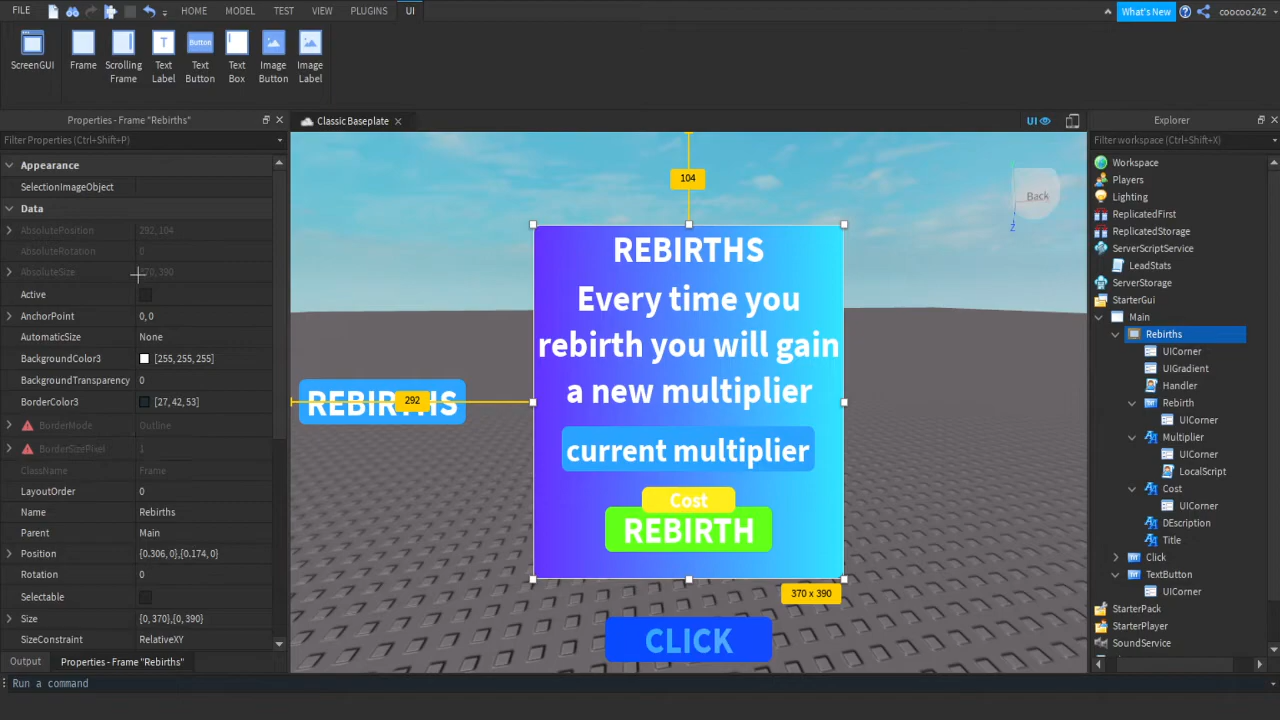 FILE
HOME
MODEL
TEST
VIEW
PLUGINS
UI
What's New
coocoo242
ScreenGUI
Frame
Scrolling
Frame
Text
Label
Button
Text
Button
Text
Box
Image
Button
Image
Label
Properties - Frame "Rebirths"
Filter Properties (Ctrl+Shift+P)
Appearance
SelectionImageObject
Data
AbsolutePosition 292, 104
AbsoluteRotation 0
AbsoluteSize 370, 390
Active
AnchorPoint 0, 0
AutomaticSize None
BackgroundColor3 [255, 255, 255]
BackgroundTransparency 0
BorderColor3 [27, 42, 53]
BorderMode Outline
BorderSizePixel 1
ClassName Frame
LayoutOrder 0
Name Rebirths
Parent Main
Position {0.306, 0},{0.174, 0}
Rotation 0
Selectable
Size {0, 370},{0, 390}
SizeConstraint RelativeXY
Output
Properties - Frame "Rebirths"
Run a command
Classic Baseplate
UI
104
Back
REBIRTHS
Every time you
rebirth you will gain
a new multiplier
REBIRTHS
292
current multiplier
Cost
REBIRTH
370 x 390
CLICK
Explorer
Filter workspace (Ctrl+Shift+X)
Workspace
Players
Lighting
ReplicatedFirst
ReplicatedStorage
ServerScriptService
LeadStats
ServerStorage
StarterGui
Main
Rebirths
UICorner
UIGradient
Handler
Rebirth
UICorner
Multiplier
UICorner
LocalScript
Cost
UICorner
DEscription
Title
Click
TextButton
UICorner
StarterPack
StarterPlayer
SoundService